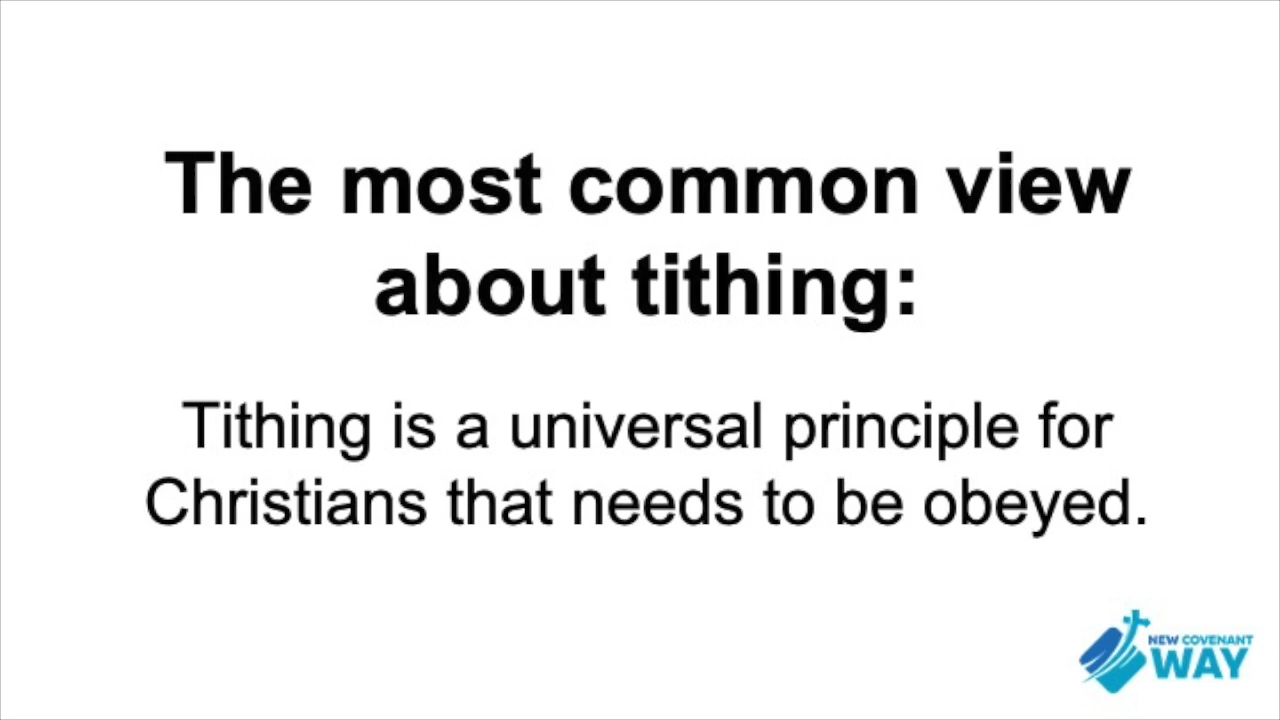 The most common view
about tithing:
Tithing is a universal principle for
Christians that needs to be obeyed.
NEW COVENANT
WAY